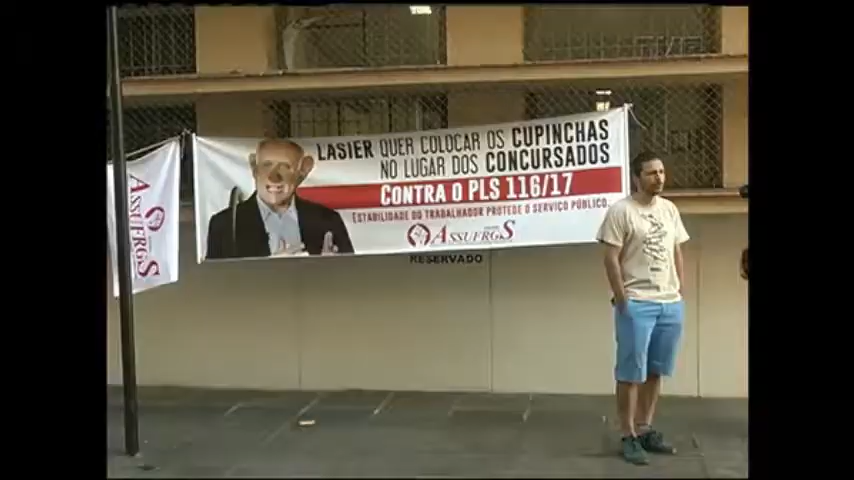 LASIER QUER COLOCAR OS CUPINCHAS
NO LUGAR DOS CONCURSADOS
CONTRA O PLS 116/17
ESTABILIDADE DO TRABALHADOR PROTEGE O SERVIÇO PÚBLICO.
ASSUFRGS
RESERVADO
ASSUFRGS